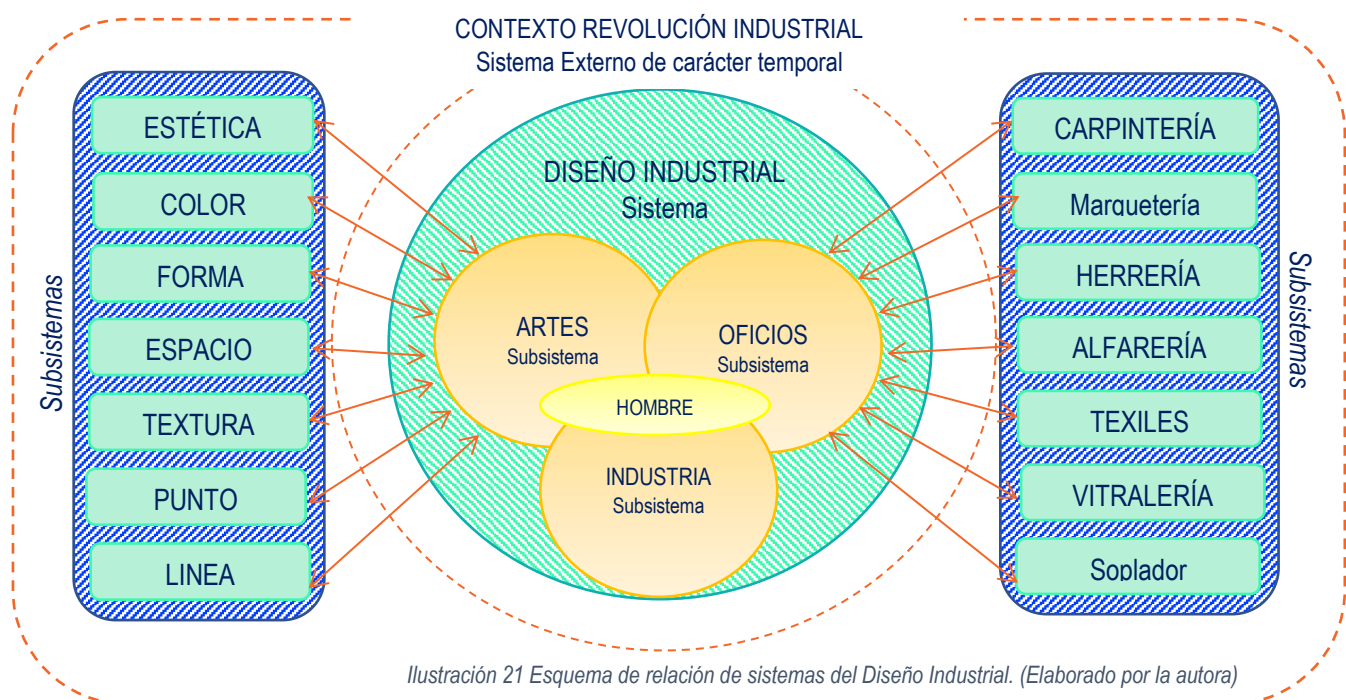 CONTEXTO REVOLUCIÓN INDUSTRIAL
Sistema Externo de carácter temporal
Subsistemas
ESTÉTICA
COLOR
FORMA
ESPACIO
TEXTURA
PUNTO
LINEA
DISEÑO INDUSTRIAL
Sistema
ARTES
Subsistema
OFICIOS
Subsistema
HOMBRE
INDUSTRIA
Subsistema
CARPINTERÍA
Marquetería
HERRERÍA
ALFARERÍA
TEXILES
VITRALERÍA
Soplador
Subsistemas
Ilustración 21 Esquema de relación de sistemas del Diseño Industrial. (Elaborado por la autora)